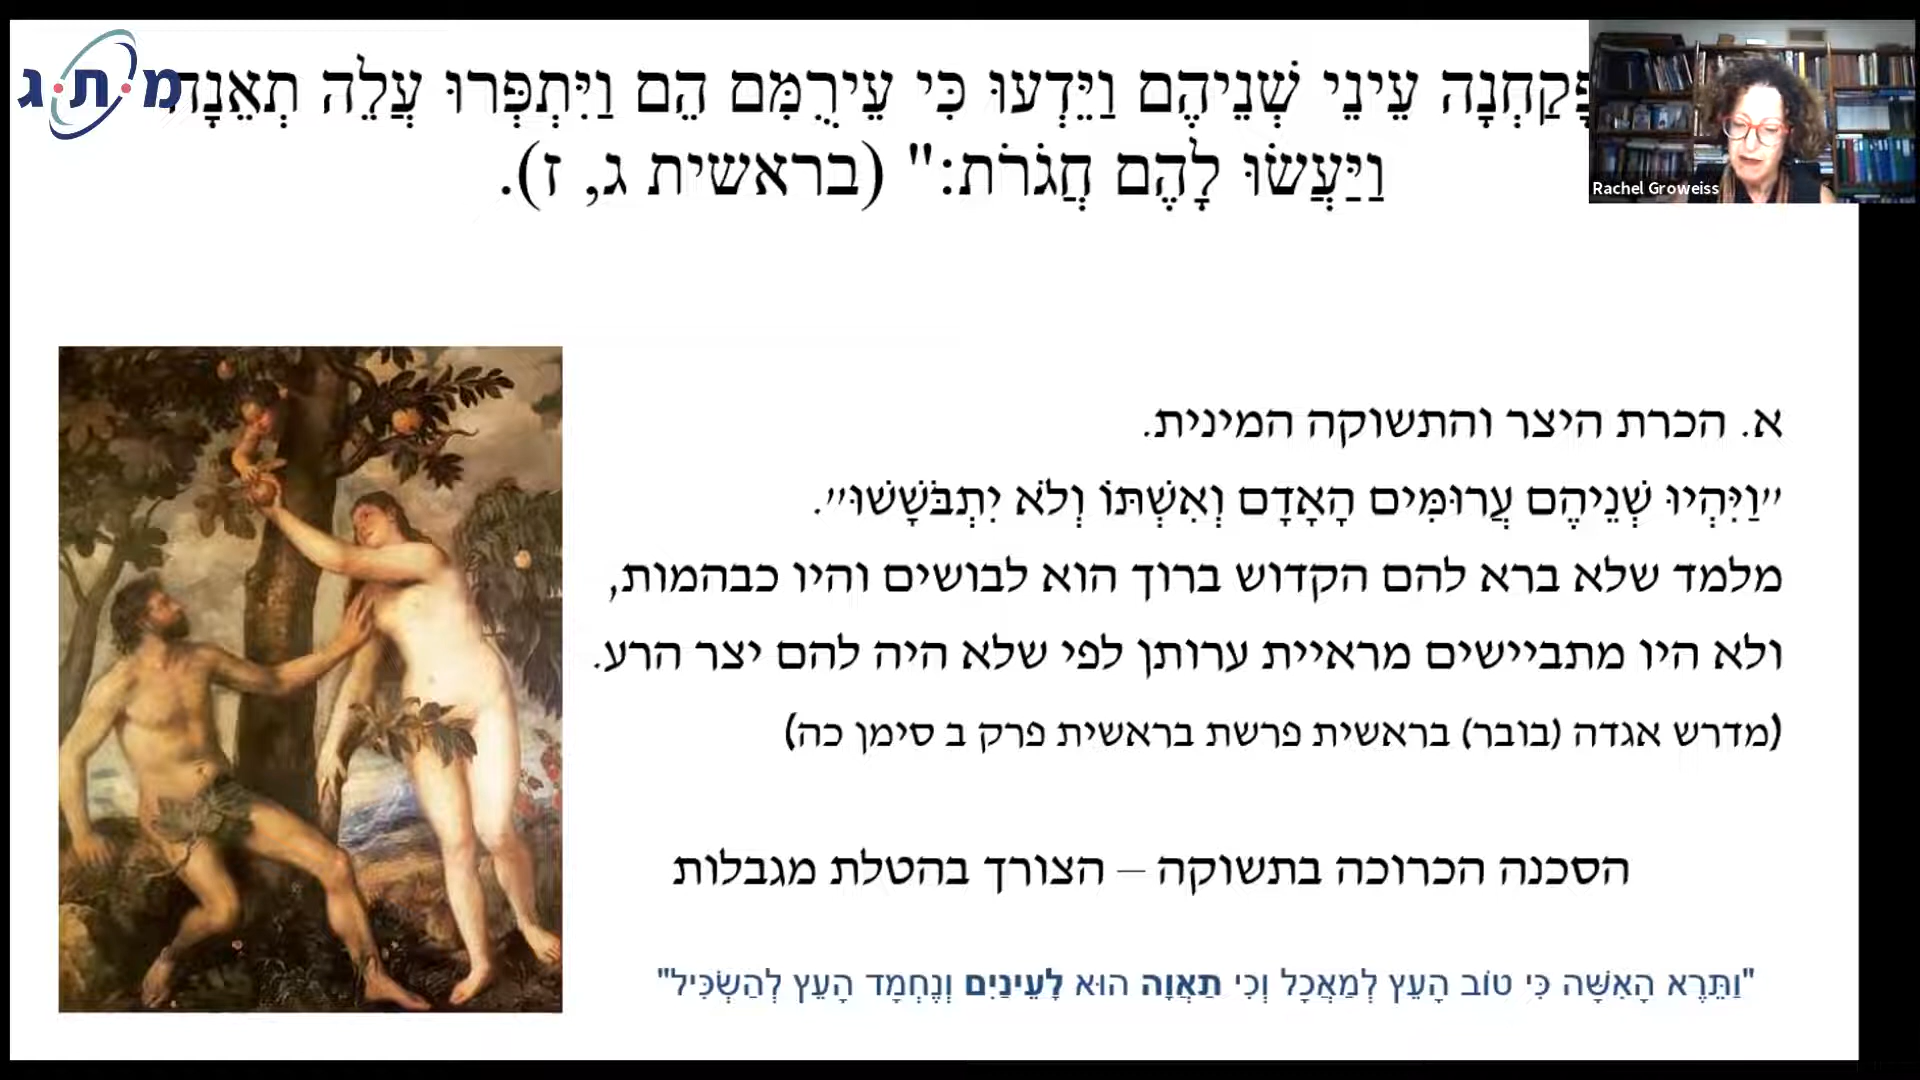 פָּקַחְנָה עֵינֵי שְׁנֵיהֶם וַיֵּדְעוּ כִּי עֵירֻמִּם הֵם וַיִּתְפְּרוּ עֲלֵה תְאֵנָה
וַיַּעֲשׂוּ לָהֶם חֲגֹרֹת:" (בראשית ג, ז).
מ.ת.ג
Rachel Groweiss
א. הכרת היצר והתשוקה המינית.
״וַיִּהְיוּ שְׁנֵיהֶם עֲרוּמִּים הָאָדָם וְאִשְׁתּוֹ וְלֹא יִתְבֹּשָׁשׁוּ״.
מלמד שלא ברא להם הקדוש ברוך הוא לבושים והיו כבהמות,
ולא היו מתביישים מראיית ערותן לפי שלא היה להם יצר הרע.
(מדרש אגדה (בובר) בראשית פרשת בראשית פרק ב סימן כה)
הסכנה הכרוכה בתשוקה – הצורך בהטלת מגבלות
"וַתֵּרֶא הָאִשָּׁה כִּי טוֹב הָעֵץ לְמַאֲכָל וְכִי תַאֲוָה הוּא לָעֵינַיִם וְנֶחְמָד הָעֵץ לְהַשְׂכִּיל"